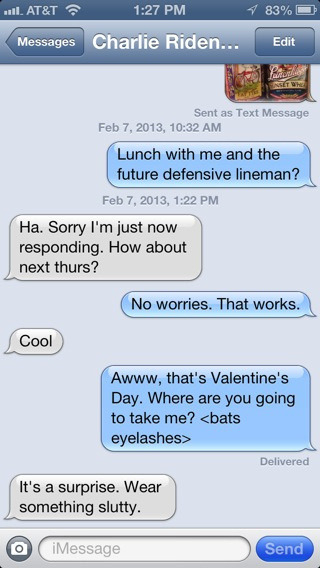 AT&T 1:27 PM 83%
Messages Charlie Riden... Edit
Sent as Text Message
Feb 7, 2013, 10:32 AM
Lunch with me and the
future defensive lineman?
Feb 7, 2013, 1:22 PM
Ha. Sorry I'm just now
responding. How about
next thurs?
No worries. That works.
Cool
Awww, that's Valentine's
Day. Where are you going
to take me? <bats
eyelashes>
Delivered
It's a surprise. Wear
something slutty.
iMessage Send